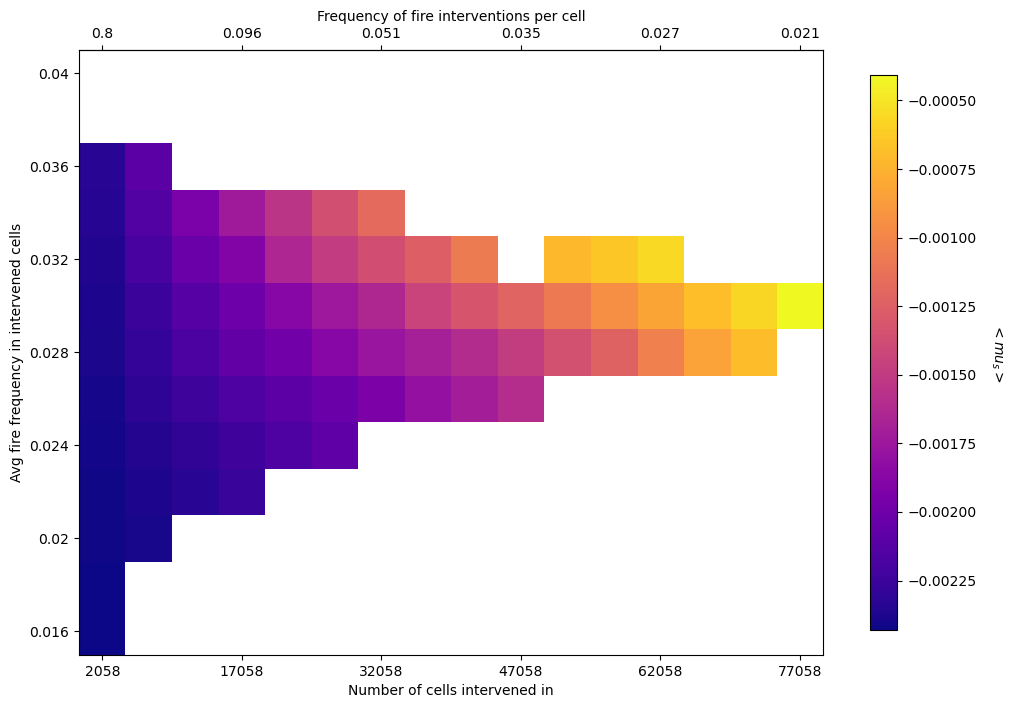 Frequency of fire interventions per cell
0.8 0.096 0.051 0.035 0.027 0.021
0.04
0.036
0.032
0.028
0.024
0.02
0.016
Avg fire frequency in intervened cells
2058 17058 32058 47058 62058 77058
Number of cells intervened in
−0.00050
−0.00075
−0.00100
−0.00125
−0.00150
−0.00175
−0.00200
−0.00225
< mu_s >